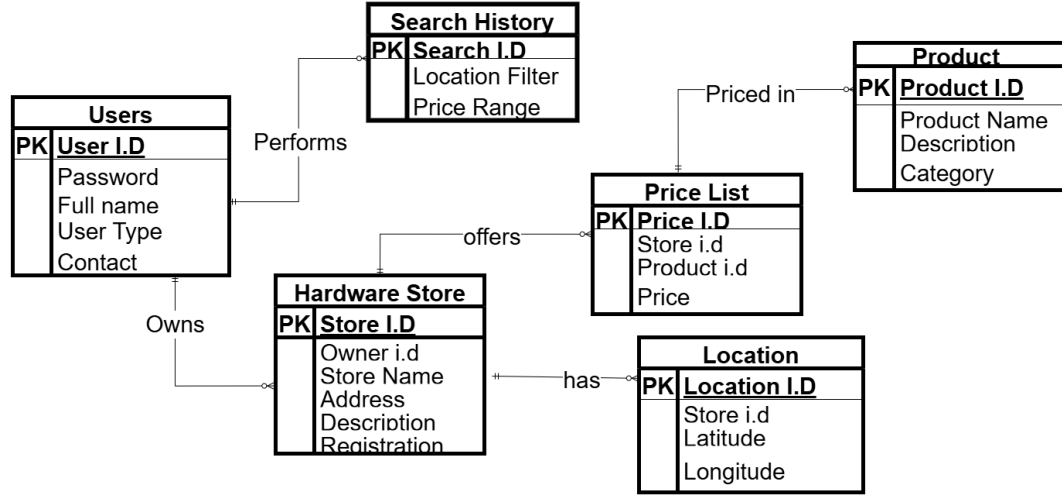 Search History
PK Search I.D
Location Filter
Price Range
Product
PK Product I.D
Product Name
Description
Category
Priced in
Users
PK User I.D
Password
Full name
User Type
Contact
Performs
Price List
PK Price I.D
Store i.d
Product i.d
Price
offers
Owns
Hardware Store
PK Store I.D
Owner i.d
Store Name
Address
Description
Registration
has
Location
PK Location I.D
Store i.d
Latitude
Longitude